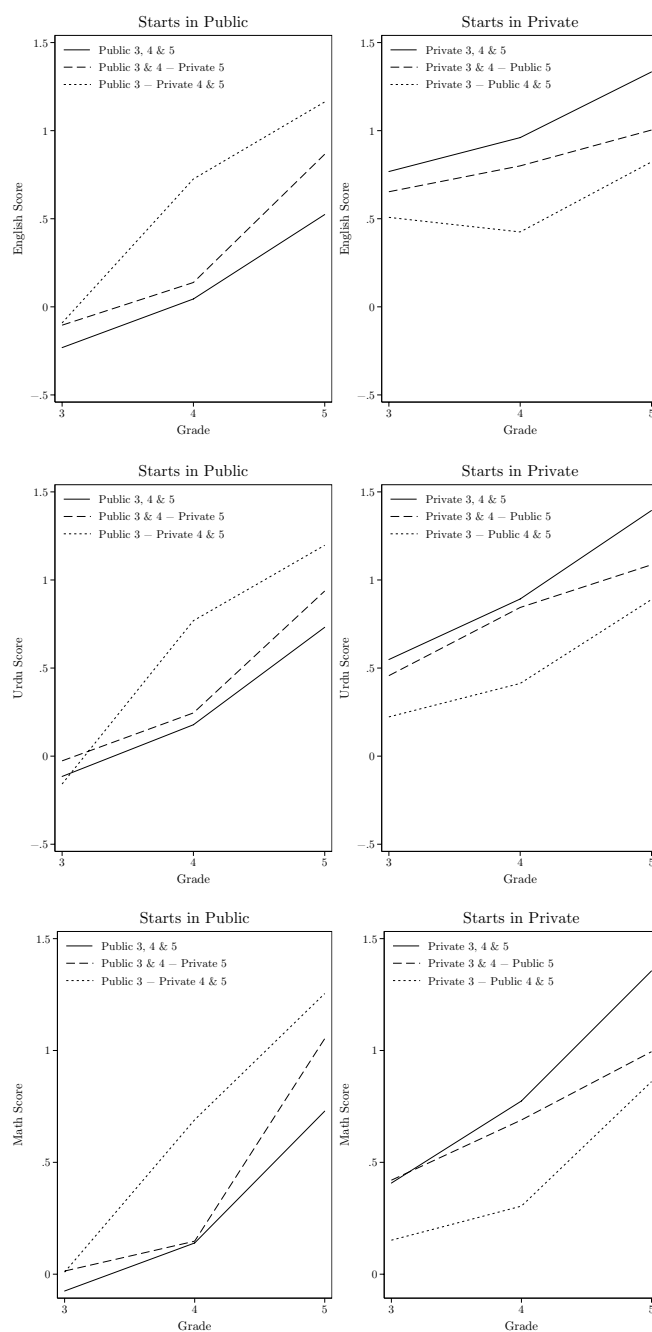 Starts in Public
1.5
1
.5
0
−.5
English Score
3
4
5
Grade
Public 3, 4 & 5
Public 3 & 4 − Private 5
Public 3 − Private 4 & 5
Starts in Private
1.5
1
.5
0
−.5
English Score
3
4
5
Grade
Private 3, 4 & 5
Private 3 & 4 − Public 5
Private 3 − Public 4 & 5
Starts in Public
1.5
1
.5
0
−.5
Urdu Score
3
4
5
Grade
Public 3, 4 & 5
Public 3 & 4 − Private 5
Public 3 − Private 4 & 5
Starts in Private
1.5
1
.5
0
−.5
Urdu Score
3
4
5
Grade
Private 3, 4 & 5
Private 3 & 4 − Public 5
Private 3 − Public 4 & 5
Starts in Public
1.5
1
.5
0
Math Score
3
4
5
Grade
Public 3, 4 & 5
Public 3 & 4 − Private 5
Public 3 − Private 4 & 5
Starts in Private
1.5
1
.5
0
Math Score
3
4
5
Grade
Private 3, 4 & 5
Private 3 & 4 − Public 5
Private 3 − Public 4 & 5